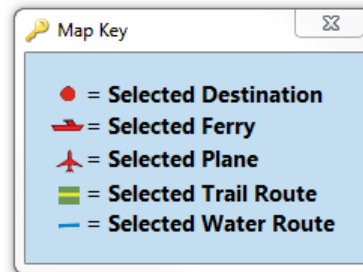 Map Key
= Selected Destination
= Selected Ferry
= Selected Plane
= Selected Trail Route
= Selected Water Route